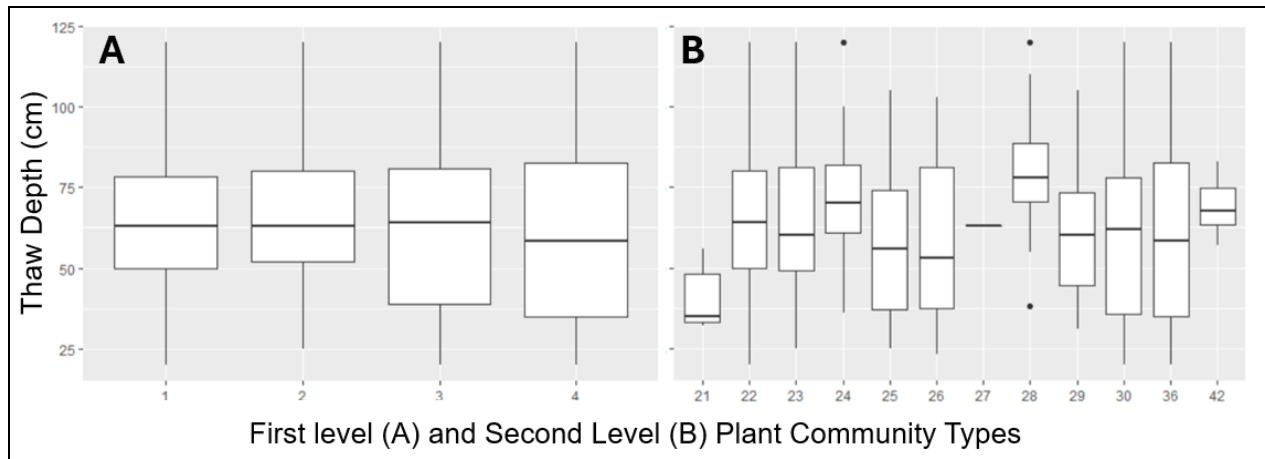 A
B
Thaw Depth (cm)
125
100
75
50
25
1 2 3 4
21 22 23 24 25 26 27 28 29 30 36 42
First level (A) and Second Level (B) Plant Community Types